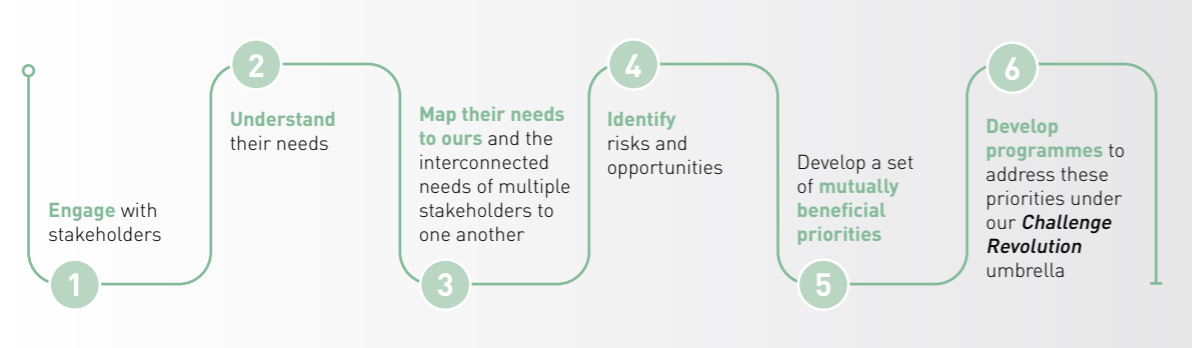 1
Engage with
stakeholders
2
Understand
their needs
3
Map their needs
to ours and the
interconnected
needs of multiple
stakeholders to
one another
4
Identify
risks and
opportunities
5
Develop a set
of mutually
beneficial
priorities
6
Develop
programmes to
address these
priorities under
our Challenge
Revolution
umbrella